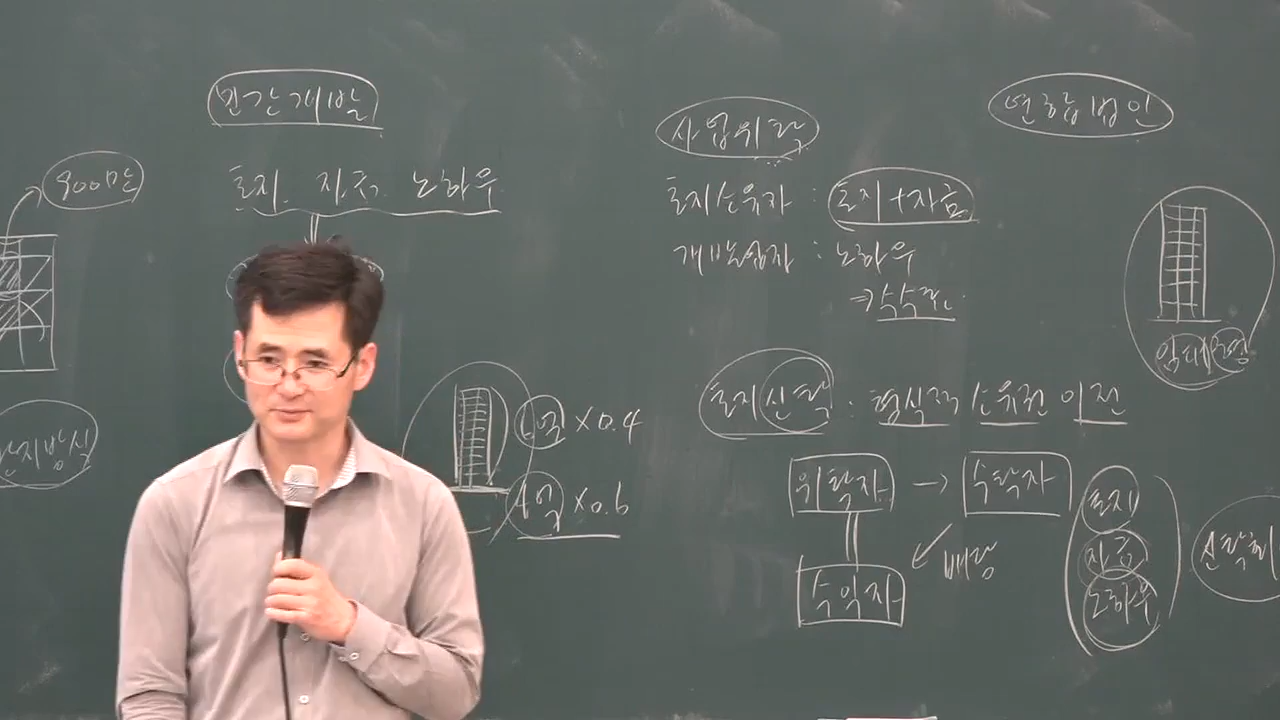 민간개발
토지 자금 노하우
900만
환지방식
억 × 0.4
4억 × 0.6
사업위탁
토지소유자 : 토지+자금
개발업자 : 노하우
⇒ 수수료
토지신탁 : 형식적 소유권 이전
위탁자 → 수탁자
수익자
배당
토지
자금
노하우
신탁회
연합법인
임대